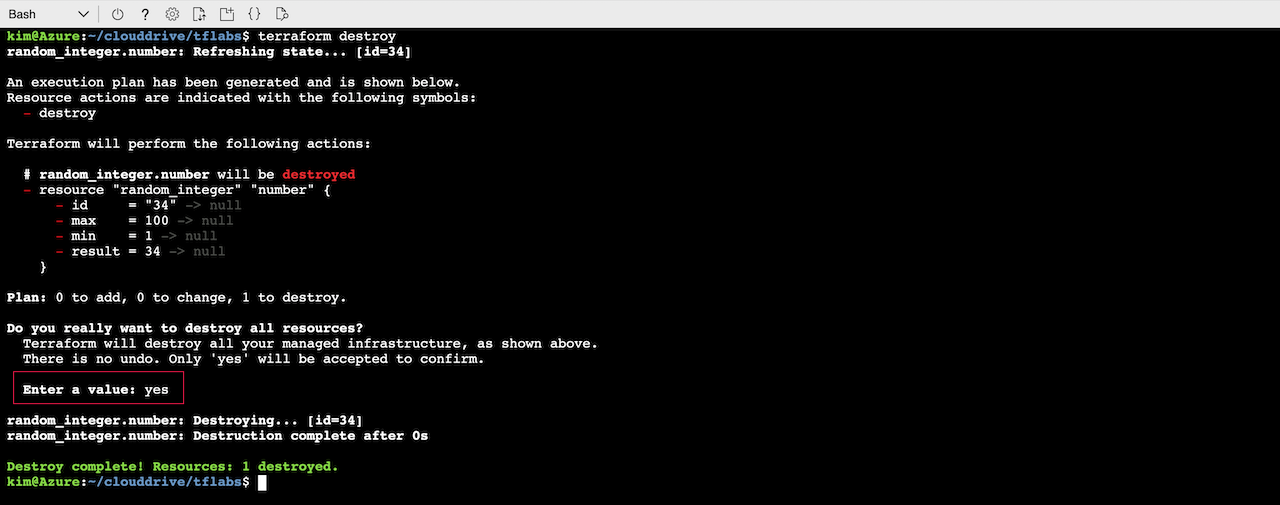 Bash
kim@Azure:~/clouddrive/tflabs$ terraform destroy
random_integer.number: Refreshing state... [id=34]
An execution plan has been generated and is shown below.
Resource actions are indicated with the following symbols:
  - destroy
Terraform will perform the following actions:
  # random_integer.number will be destroyed
  - resource "random_integer" "number" {
      - id     = "34" -> null
      - max    = 100 -> null
      - min    = 1 -> null
      - result = 34 -> null
    }
Plan: 0 to add, 0 to change, 1 to destroy.
Do you really want to destroy all resources?
  Terraform will destroy all your managed infrastructure, as shown above.
  There is no undo. Only 'yes' will be accepted to confirm.
  Enter a value: yes
random_integer.number: Destroying... [id=34]
random_integer.number: Destruction complete after 0s
Destroy complete! Resources: 1 destroyed.
kim@Azure:~/clouddrive/tflabs$